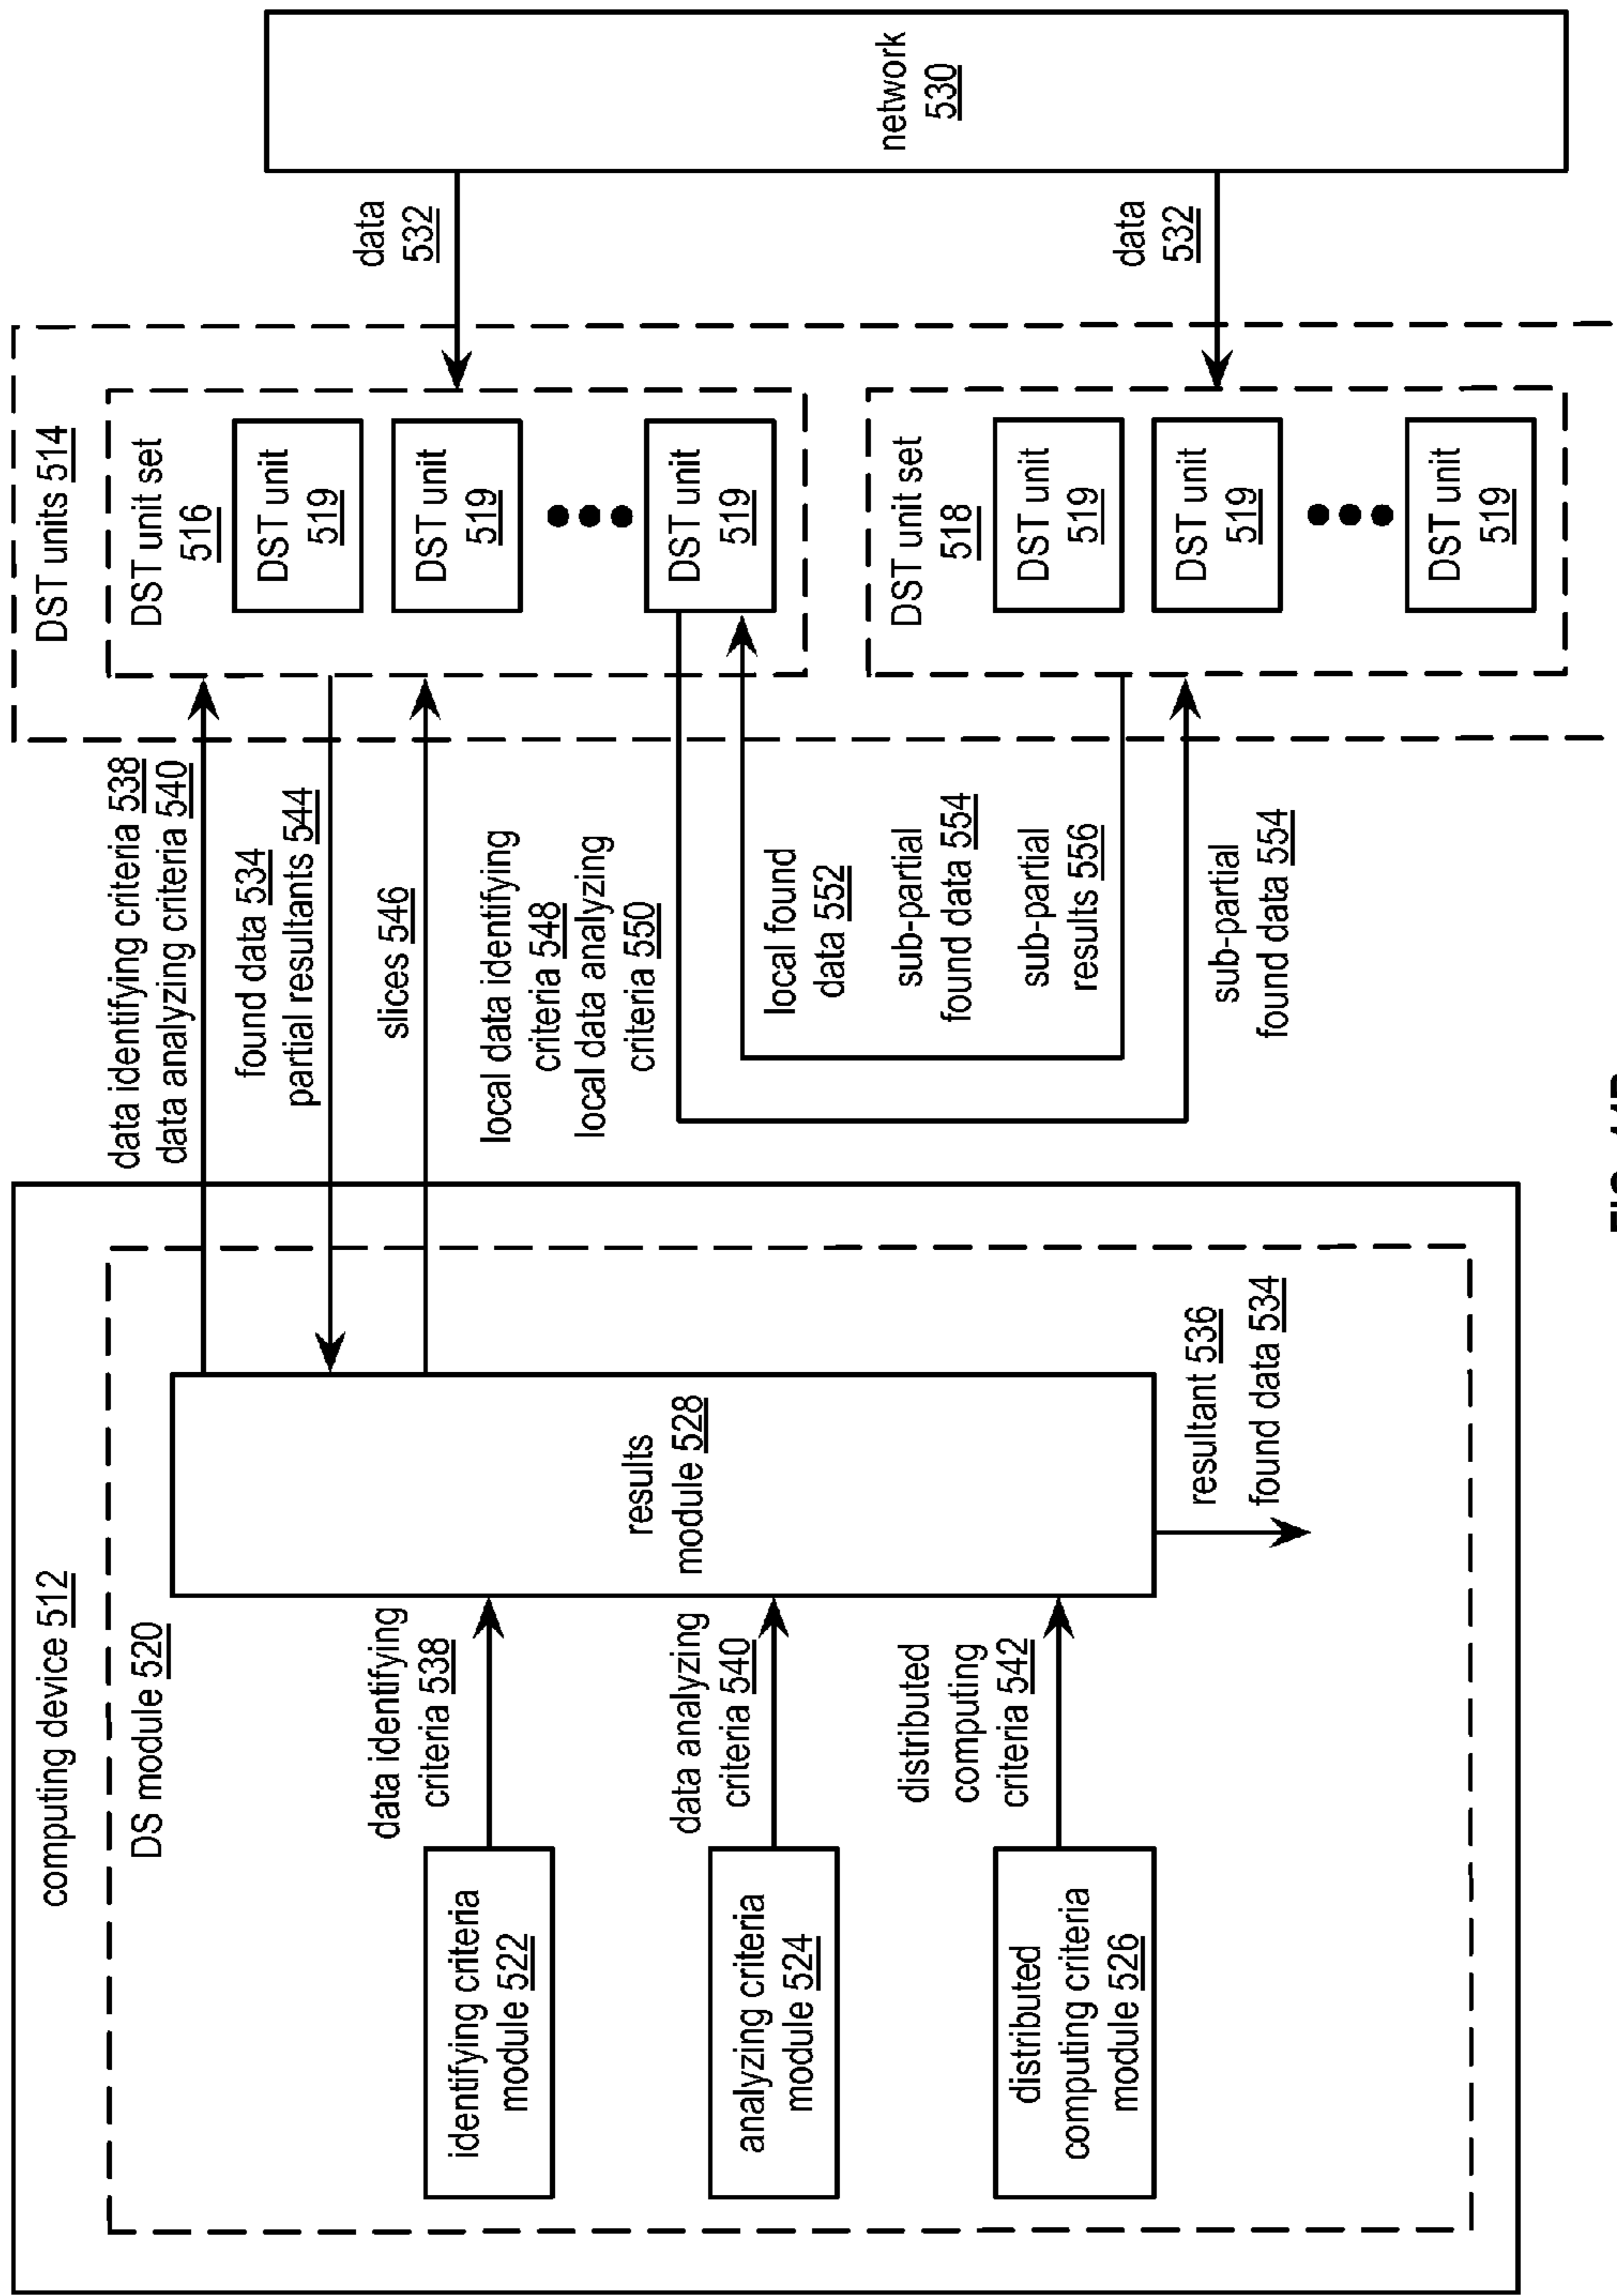 computing device 512
DS module 520
identifying criteria
module 522
data identifying
criteria 538
analyzing criteria
module 524
data analyzing
criteria 540
distributed
computing criteria
module 526
distributed
computing
criteria 542
results
module 528
resultant 536
found data 534
data identifying criteria 538
data analyzing criteria 540
found data 534
partial resultants 544
slices 546
local data identifying
criteria 548
local data analyzing
criteria 550
local found
data 552
sub-partial
found data 554
sub-partial
results 556
sub-partial
found data 554
DST units 514
DST unit set
516
DST unit
519
DST unit
519
DST unit
519
DST unit set
518
DST unit
519
DST unit
519
DST unit
519
data
532
data
532
network
530